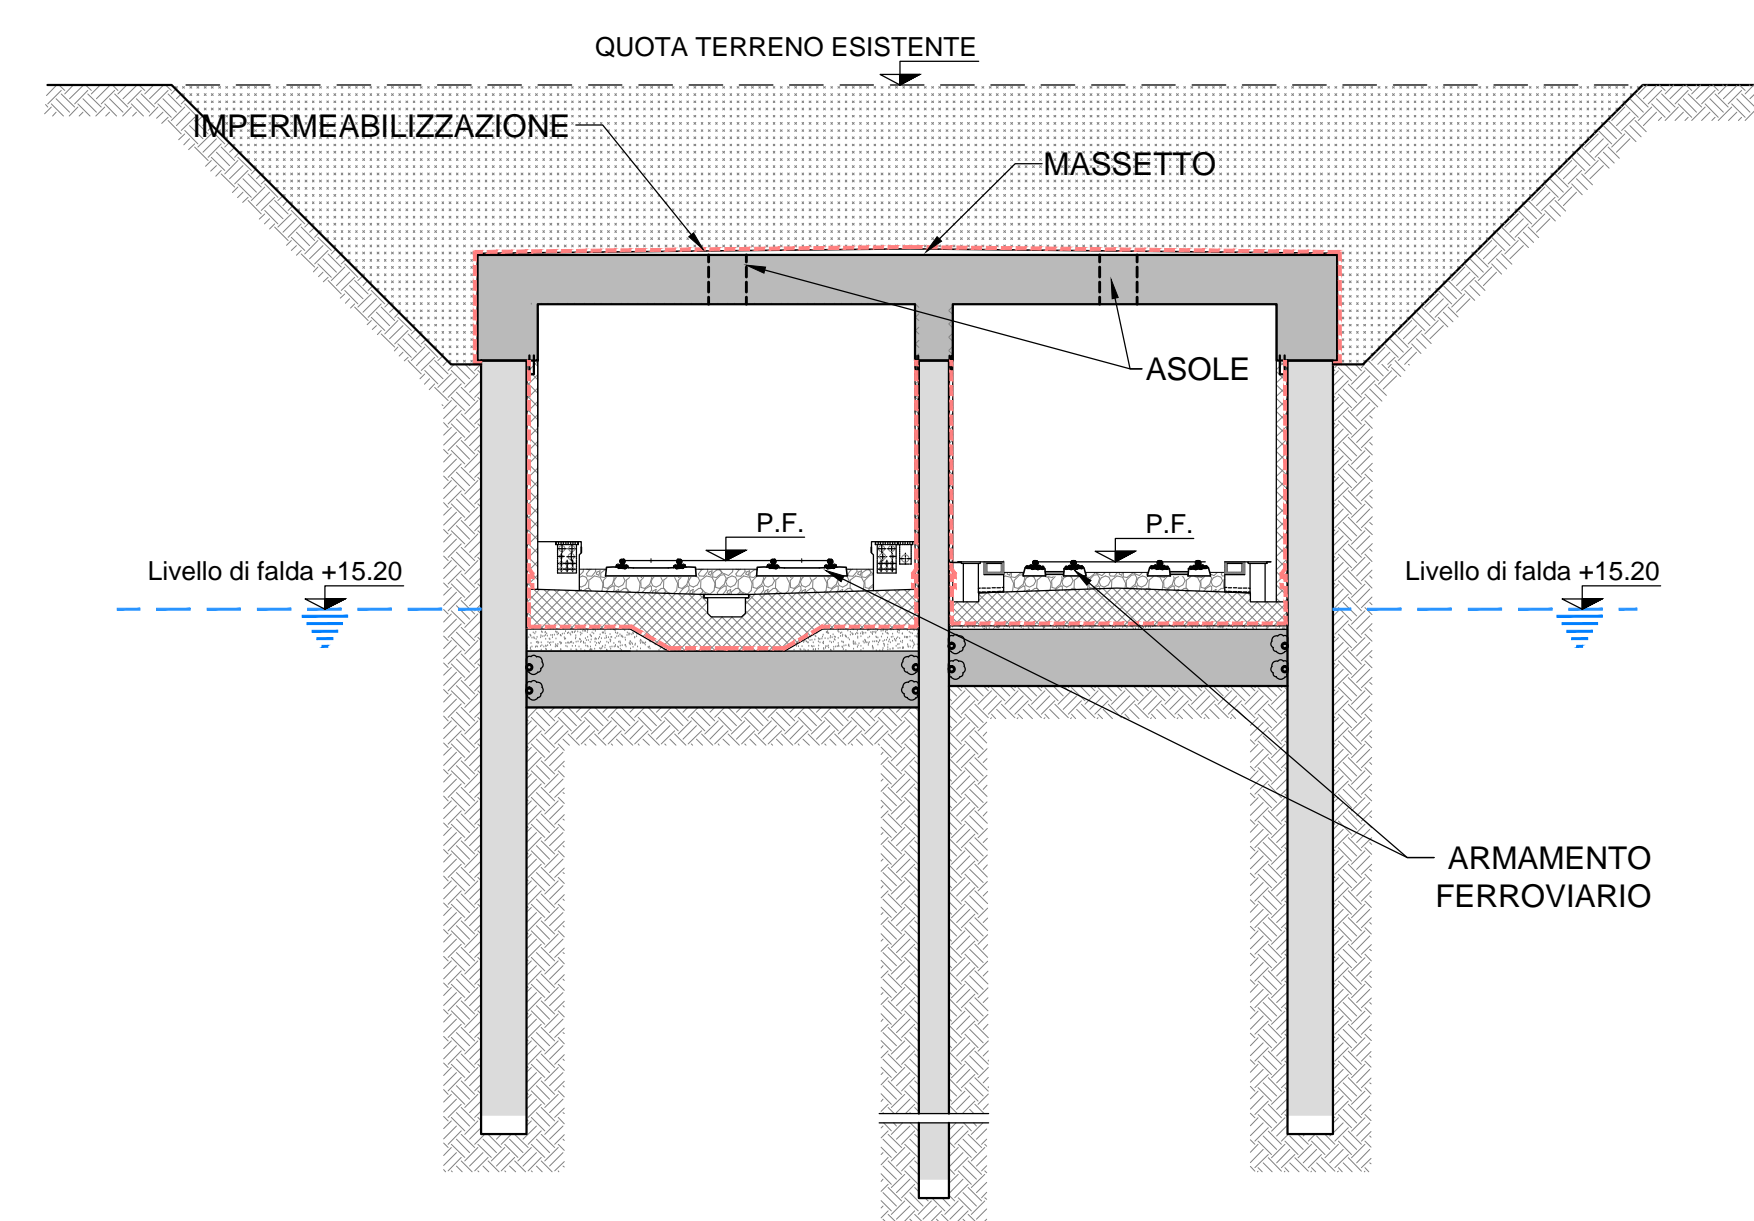 QUOTA TERRENO ESISTENTE
IMPERMEABILIZZAZIONE
MASSETTO
ASOLE
P.F.
P.F.
Livello di falda +15.20
Livello di falda +15.20
ARMAMENTO
FERROVIARIO